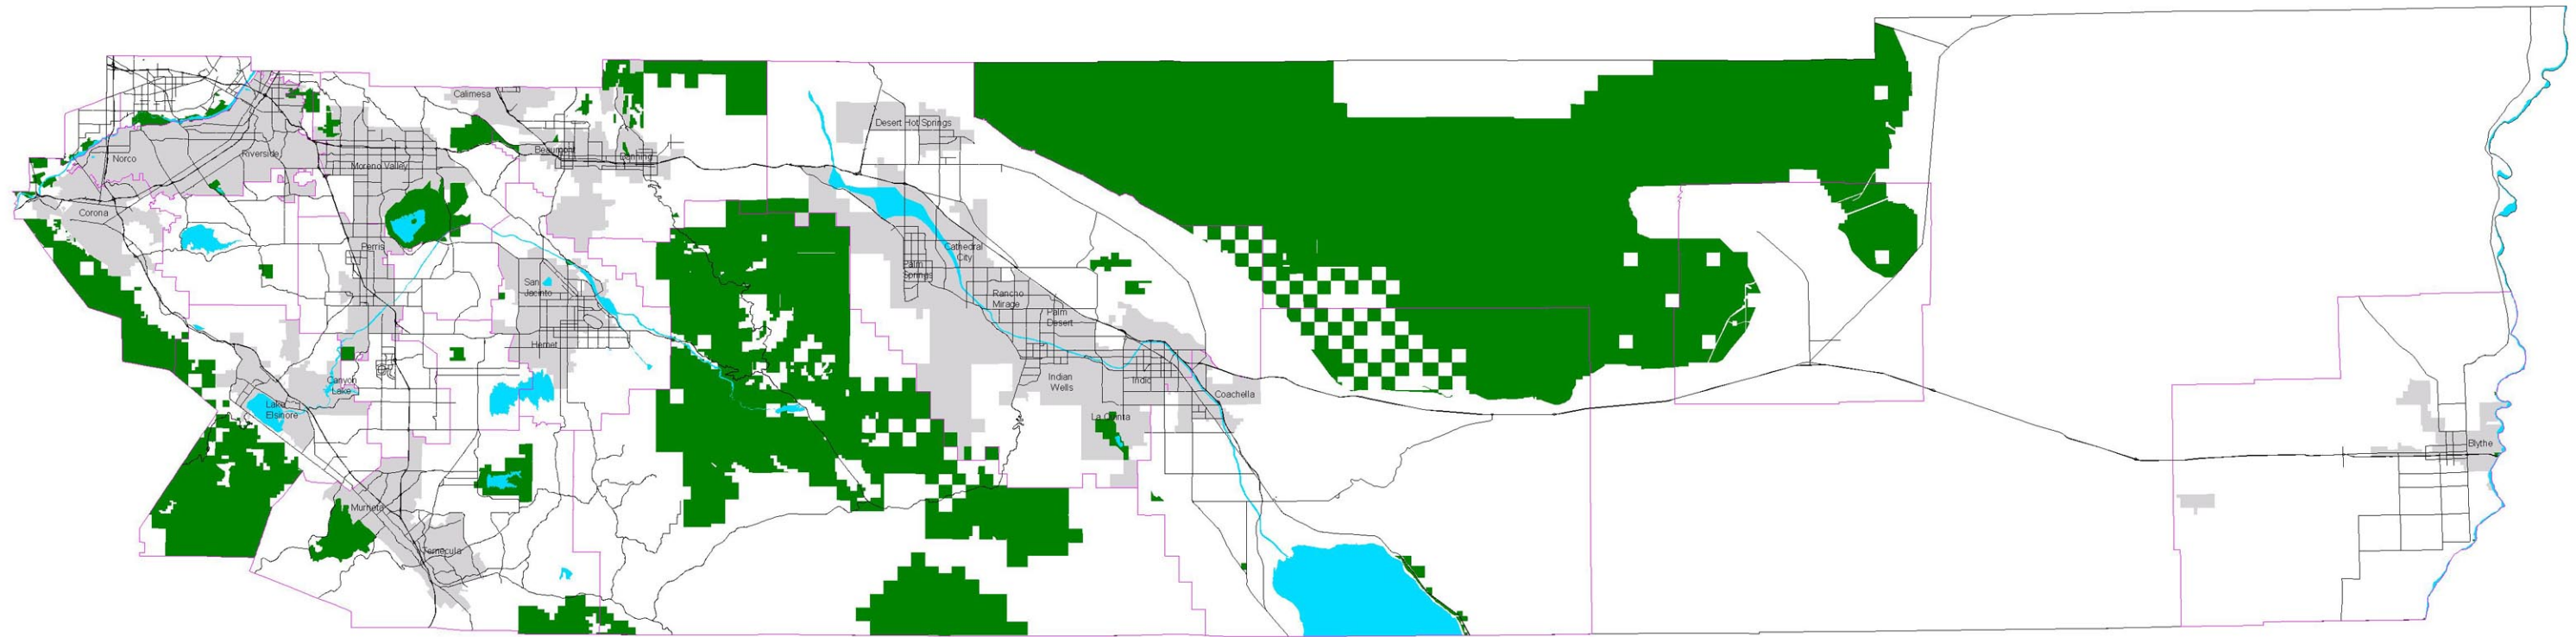 Calimesa
Desert Hot Springs
Norco
Riverside
Moreno Valley
Beaumont
Banning
Corona
Perris
Cathedral
City
Palm
Springs
San
Jacinto
Rancho
Mirage
Palm
Desert
Hemet
Canyon
Lake
Indian
Wells
Indio
Coachella
Lake
Elsinore
La Quinta
Blythe
Murrieta
Temecula